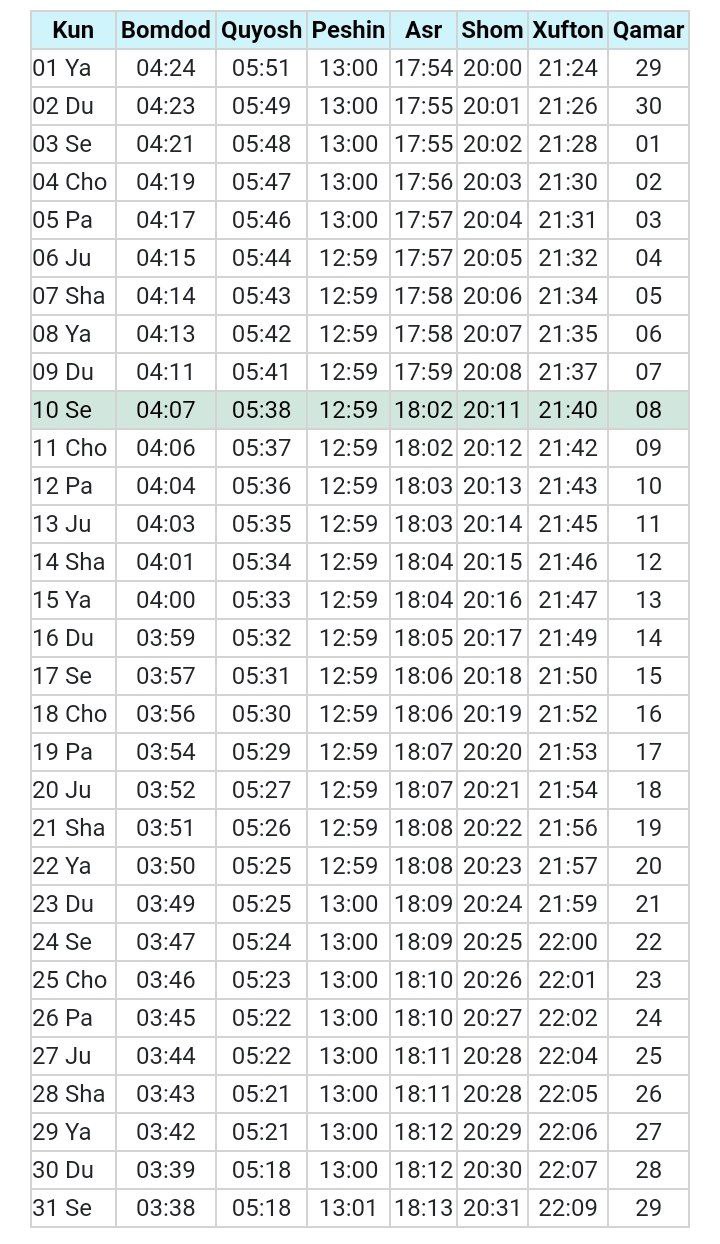 Kun Bomdod Quyosh Peshin Asr Shom Xufton Qamar
01 Ya 04:24 05:51 13:00 17:54 20:00 21:24 29
02 Du 04:23 05:49 13:00 17:55 20:01 21:26 30
03 Se 04:21 05:48 13:00 17:55 20:02 21:28 01
04 Cho 04:19 05:47 13:00 17:56 20:03 21:30 02
05 Pa 04:17 05:46 13:00 17:57 20:04 21:31 03
06 Ju 04:15 05:44 12:59 17:57 20:05 21:32 04
07 Sha 04:14 05:43 12:59 17:58 20:06 21:34 05
08 Ya 04:13 05:42 12:59 17:58 20:07 21:35 06
09 Du 04:11 05:41 12:59 17:59 20:08 21:37 07
10 Se 04:07 05:38 12:59 18:02 20:11 21:40 08
11 Cho 04:06 05:37 12:59 18:02 20:12 21:42 09
12 Pa 04:04 05:36 12:59 18:03 20:13 21:43 10
13 Ju 04:03 05:35 12:59 18:03 20:14 21:45 11
14 Sha 04:01 05:34 12:59 18:04 20:15 21:46 12
15 Ya 04:00 05:33 12:59 18:04 20:16 21:47 13
16 Du 03:59 05:32 12:59 18:05 20:17 21:49 14
17 Se 03:57 05:31 12:59 18:06 20:18 21:50 15
18 Cho 03:56 05:30 12:59 18:06 20:19 21:52 16
19 Pa 03:54 05:29 12:59 18:07 20:20 21:53 17
20 Ju 03:52 05:27 12:59 18:07 20:21 21:54 18
21 Sha 03:51 05:26 12:59 18:08 20:22 21:56 19
22 Ya 03:50 05:25 12:59 18:08 20:23 21:57 20
23 Du 03:49 05:25 13:00 18:09 20:24 21:59 21
24 Se 03:47 05:24 13:00 18:09 20:25 22:00 22
25 Cho 03:46 05:23 13:00 18:10 20:26 22:01 23
26 Pa 03:45 05:22 13:00 18:10 20:27 22:02 24
27 Ju 03:44 05:22 13:00 18:11 20:28 22:04 25
28 Sha 03:43 05:21 13:00 18:11 20:28 22:05 26
29 Ya 03:42 05:21 13:00 18:12 20:29 22:06 27
30 Du 03:39 05:18 13:00 18:12 20:30 22:07 28
31 Se 03:38 05:18 13:01 18:13 20:31 22:09 29